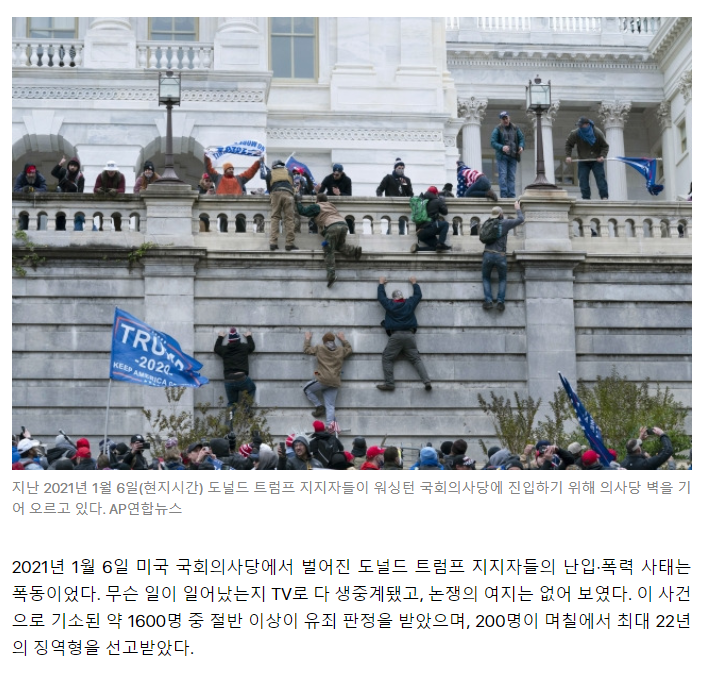 TRUMP
-2020-
KEEP AMERICA
지난 2021년 1월 6일(현지시간) 도널드 트럼프 지지자들이 워싱턴 국회의사당에 진입하기 위해 의사당 벽을 기
어 오르고 있다. AP연합뉴스
2021년 1월 6일 미국 국회의사당에서 벌어진 도널드 트럼프 지지자들의 난입·폭력 사태는
폭동이었다. 무슨 일이 일어났는지 TV로 다 생중계됐고, 논쟁의 여지는 없어 보였다. 이 사건
으로 기소된 약 1600명 중 절반 이상이 유죄 판정을 받았으며, 200명이 며칠에서 최대 22년
의 징역형을 선고받았다.